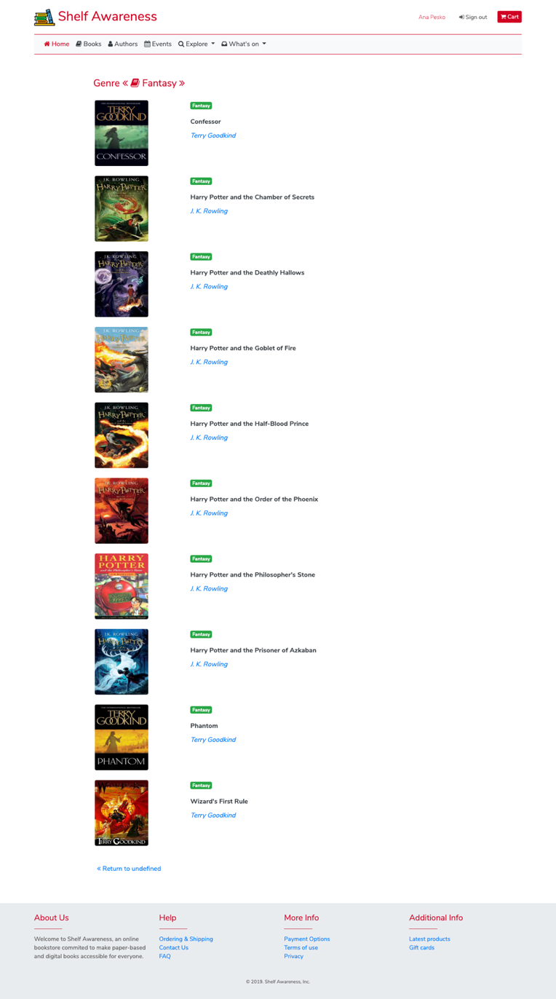 Shelf Awareness
Ana Pesko
Sign out
Cart
Home Books Authors Events Explore What's on
Genre « Fantasy »
THE INTERNATIONAL BESTSELLER
TERRY
GOODKIND
CONFESSOR
Fantasy
Confessor
Terry Goodkind
J.K. ROWLING
HARRY POTTER
Fantasy
Harry Potter and the Chamber of Secrets
J. K. Rowling
J.K. ROWLING
HARRY POTTER
Fantasy
Harry Potter and the Deathly Hallows
J. K. Rowling
HARRY POTTER
Fantasy
Harry Potter and the Goblet of Fire
J. K. Rowling
J.K. ROWLING
HARRY POTTER
Fantasy
Harry Potter and the Half-Blood Prince
J. K. Rowling
J.K. ROWLING
HARRY POTTER
Fantasy
Harry Potter and the Order of the Phoenix
J. K. Rowling
HARRY
POTTER
and the Philosopher's Stone
Fantasy
Harry Potter and the Philosopher's Stone
J. K. Rowling
J.K. ROWLING
HARRY POTTER
Fantasy
Harry Potter and the Prisoner of Azkaban
J. K. Rowling
THE INTERNATIONAL BESTSELLER
TERRY
GOODKIND
PHANTOM
Fantasy
Phantom
Terry Goodkind
TERRY GOODKIND
Fantasy
Wizard's First Rule
Terry Goodkind
« Return to undefined
About Us
Welcome to Shelf Awareness, an online
bookstore commited to make paper-based
and digital books accessible for everyone.
Help
Ordering & Shipping
Contact Us
FAQ
More Info
Payment Options
Terms of use
Privacy
Additional Info
Latest products
Gift cards
© 2019. Shelf Awareness, Inc.